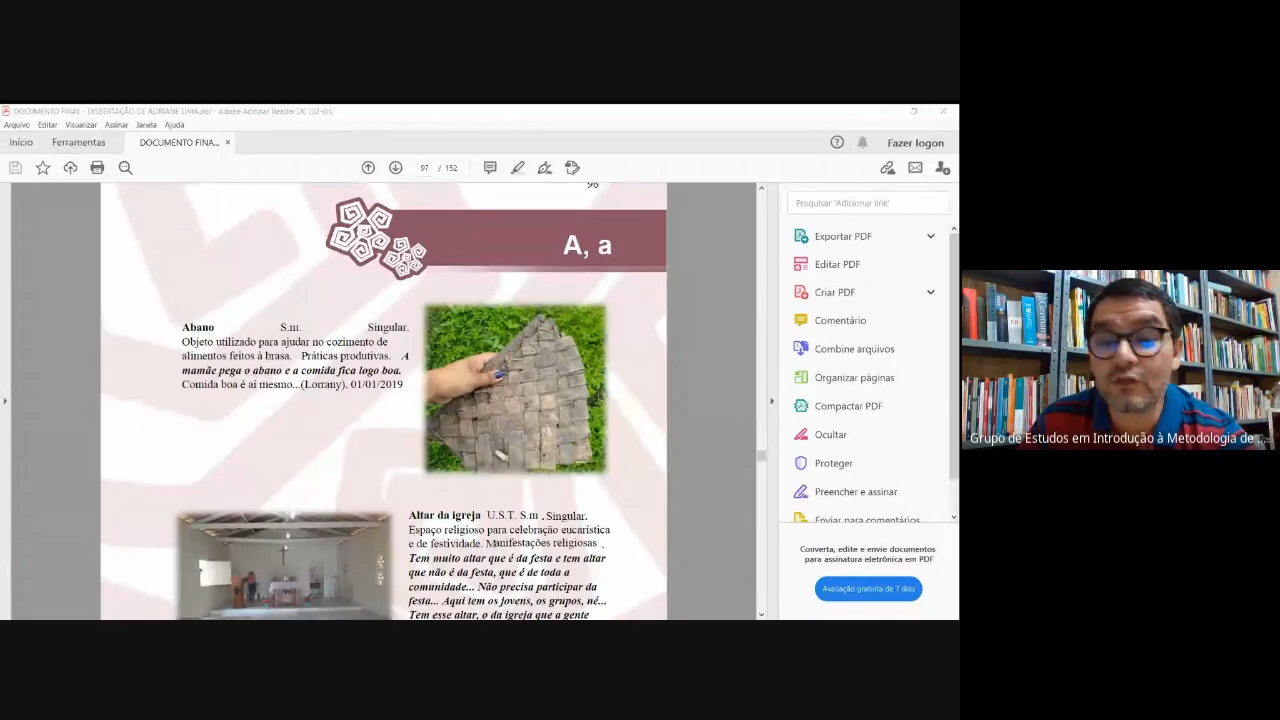 DOCUMENTO FINAL - DISSERTAÇÃO DE ADRIANE LIMA.pdf - Adobe Acrobat Reader DC (32-bit)
Arquivo Editar Visualizar Assinar Janela Ajuda
Início Ferramentas DOCUMENTO FINA... × Fazer logon
97 / 152
96
A, a
Abano S.m. Singular.
Objeto utilizado para ajudar no cozimento de
alimentos feitos à brasa. Práticas produtivas. A
mamãe pega o abano e a comida fica logo boa.
Comida boa é aí mesmo...(Lorrany). 01/01/2019
Altar da igreja U.S.T. S.m , Singular.
Espaço religioso para celebração eucarística
e de festividade. Manifestações religiosas .
Tem muito altar que é da festa e tem altar
que não é da festa, que é de toda a
comunidade... Não precisa participar da
festa... Aqui tem os jovens, os grupos, né...
Tem esse altar, o da igreja que a gente
Pesquisar 'Adicionar link'
Exportar PDF
Editar PDF
Criar PDF
Comentário
Combine arquivos
Organizar páginas
Compactar PDF
Ocultar
Proteger
Preencher e assinar
Enviar para comentários
Converta, edite e envie documentos
para assinatura eletrônica em PDF
Avaliação gratuita de 7 dias
Grupo de Estudos em Introdução à Metodologia de ...